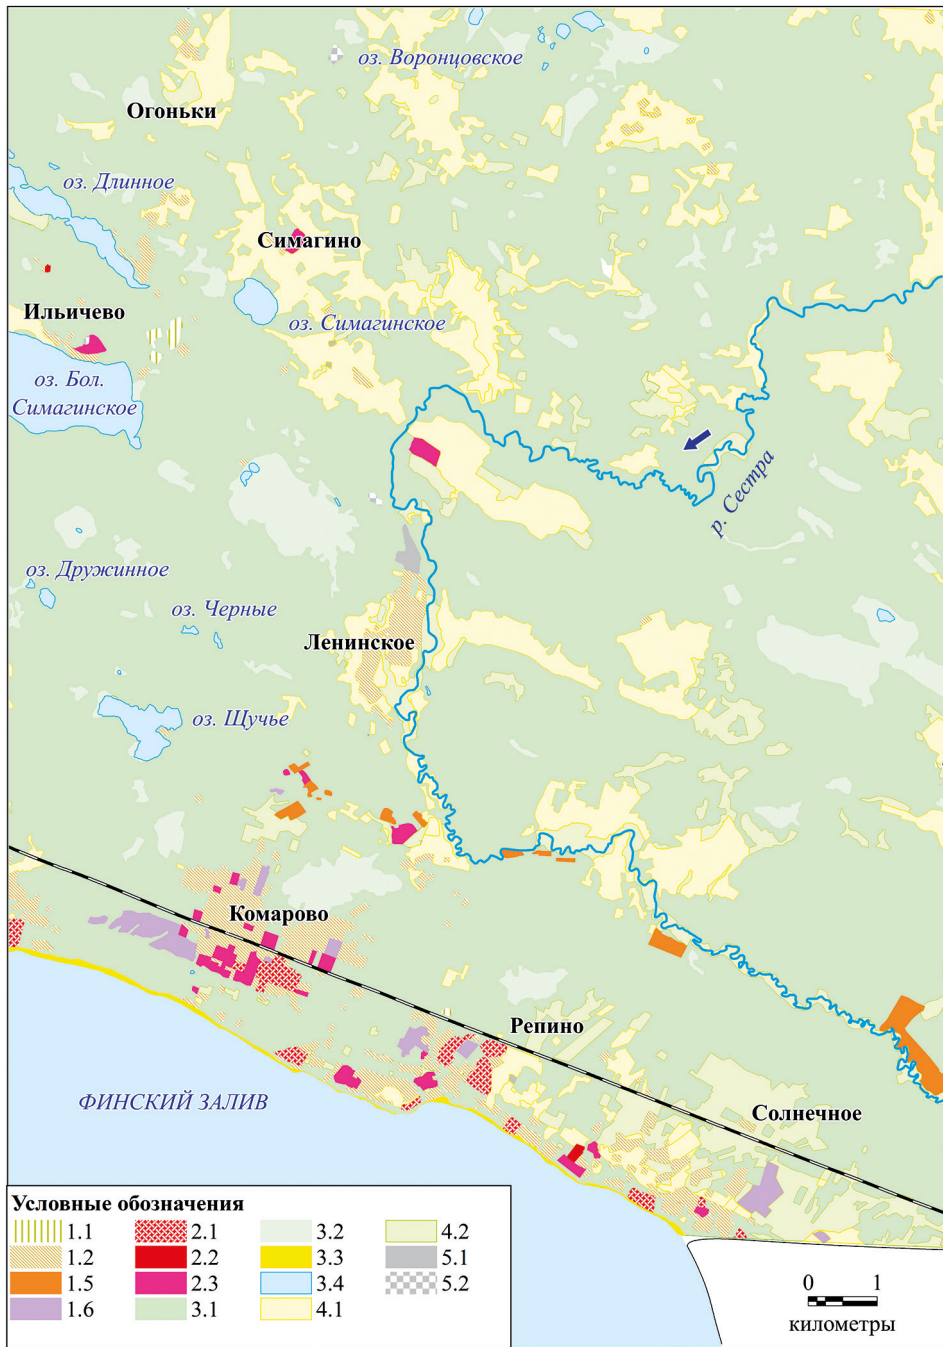 оз. Воронцовское
Огоньки
оз. Длинное
Симагино
Ильичево
оз. Симагинское
оз. Бол.
Симагинское
р. Сестра
оз. Дружинное
оз. Черные
Ленинское
оз. Щучье
Комарово
Репино
ФИНСКИЙ ЗАЛИВ
Солнечное
Условные обозначения
1.1
2.1
3.2
4.2
1.2
2.2
3.3
5.1
1.5
2.3
3.4
5.2
1.6
3.1
4.1
0 1
километры